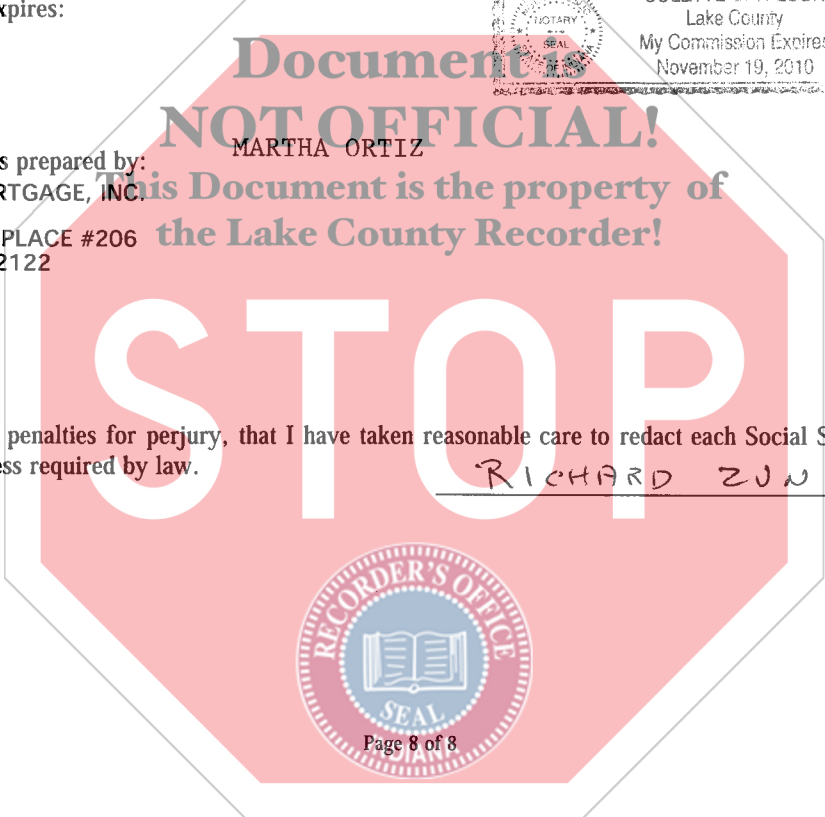 xpires:
NOTARY
SEAL
Lake County
My Commission Expires
November 19, 2010
Document is
NOT OFFICIAL!
s prepared by: MARTHA ORTIZ
RTGAGE, INC.
This Document is the property of
PLACE #206
the Lake County Recorder!
2122
STOP
penalties for perjury, that I have taken reasonable care to redact each Social S
ess required by law.
RICHARD ZUN
RECORDER'S OFFICE
SEAL
Page 8 of 8
INDIANA